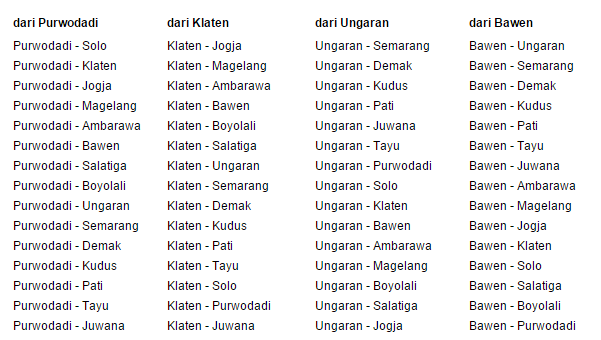 dari Purwodadi
Purwodadi - Solo
Purwodadi - Klaten
Purwodadi - Jogja
Purwodadi - Magelang
Purwodadi - Ambarawa
Purwodadi - Bawen
Purwodadi - Salatiga
Purwodadi - Boyolali
Purwodadi - Ungaran
Purwodadi - Semarang
Purwodadi - Demak
Purwodadi - Kudus
Purwodadi - Pati
Purwodadi - Tayu
Purwodadi - Juwana
dari Klaten
Klaten - Jogja
Klaten - Magelang
Klaten - Ambarawa
Klaten - Bawen
Klaten - Boyolali
Klaten - Salatiga
Klaten - Ungaran
Klaten - Semarang
Klaten - Demak
Klaten - Kudus
Klaten - Pati
Klaten - Tayu
Klaten - Solo
Klaten - Purwodadi
Klaten - Juwana
dari Ungaran
Ungaran - Semarang
Ungaran - Demak
Ungaran - Kudus
Ungaran - Pati
Ungaran - Juwana
Ungaran - Tayu
Ungaran - Purwodadi
Ungaran - Solo
Ungaran - Klaten
Ungaran - Bawen
Ungaran - Ambarawa
Ungaran - Magelang
Ungaran - Boyolali
Ungaran - Salatiga
Ungaran - Jogja
dari Bawen
Bawen - Ungaran
Bawen - Semarang
Bawen - Demak
Bawen - Kudus
Bawen - Pati
Bawen - Tayu
Bawen - Juwana
Bawen - Ambarawa
Bawen - Magelang
Bawen - Jogja
Bawen - Klaten
Bawen - Solo
Bawen - Salatiga
Bawen - Boyolali
Bawen - Purwodadi